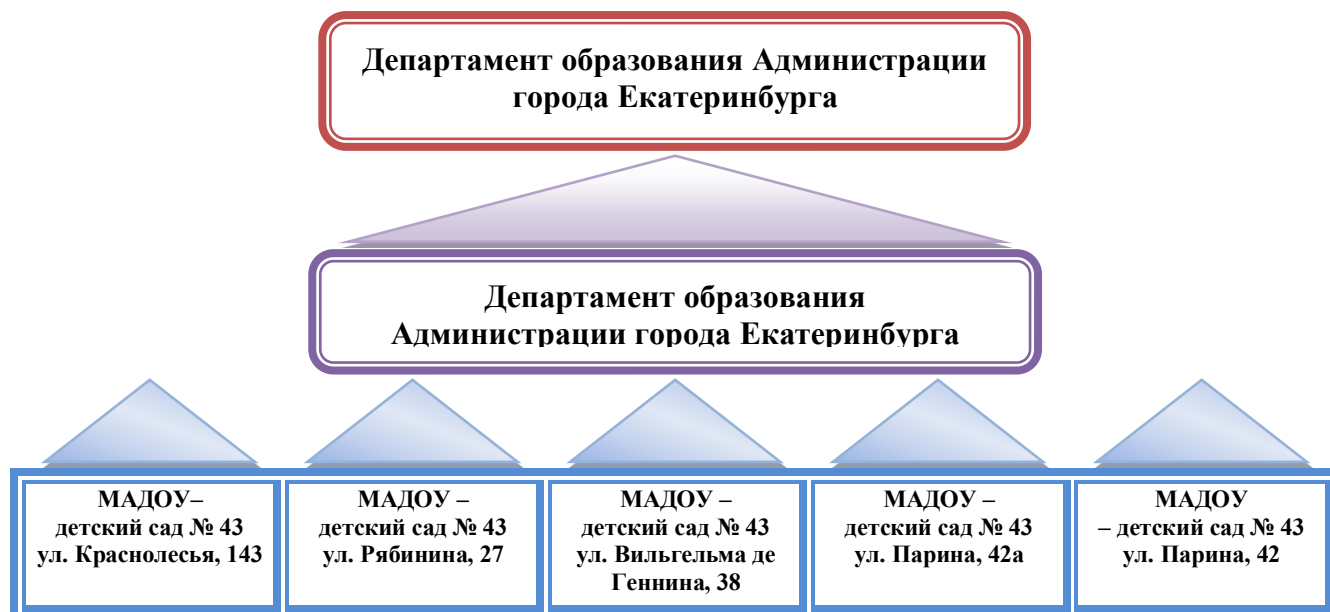 Департамент образования Администрации
города Екатеринбурга
Департамент образования
Администрации города Екатеринбурга
МАДОУ–
детский сад № 43
ул. Краснолесья, 143
МАДОУ –
детский сад № 43
ул. Рябинина, 27
МАДОУ –
детский сад № 43
ул. Вильгельма де
Геннина, 38
МАДОУ –
детский сад № 43
ул. Парина, 42а
МАДОУ
– детский сад № 43
ул. Парина, 42